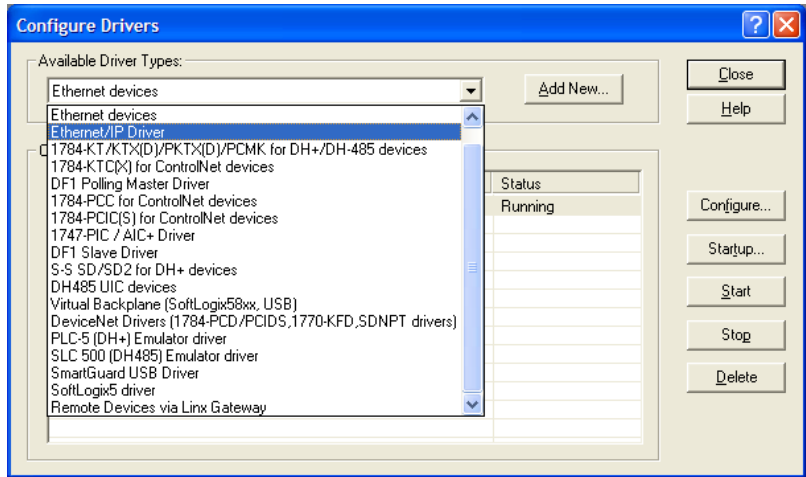 Configure Drivers
Available Driver Types:
Ethernet devices
Add New...
Close
Help
Ethernet devices
Ethernet/IP Driver
1784-KT/KTX(D)/PKTX(D)/PCMK for DH+/DH-485 devices
1784-KTC(X) for ControlNet devices
DF1 Polling Master Driver
1784-PCC for ControlNet devices
1784-PCIC(S) for ControlNet devices
1747-PIC / AIC+ Driver
DF1 Slave Driver
S-S SD/SD2 for DH+ devices
DH485 UIC devices
Virtual Backplane (SoftLogix58xx, USB)
DeviceNet Drivers (1784-PCD/PCIDS,1770-KFD,SDNPT drivers)
PLC-5 (DH+) Emulator driver
SLC 500 (DH485) Emulator driver
SmartGuard USB Driver
SoftLogix5 driver
Remote Devices via Linx Gateway
Status
Running
Configure...
Startup...
Start
Stop
Delete